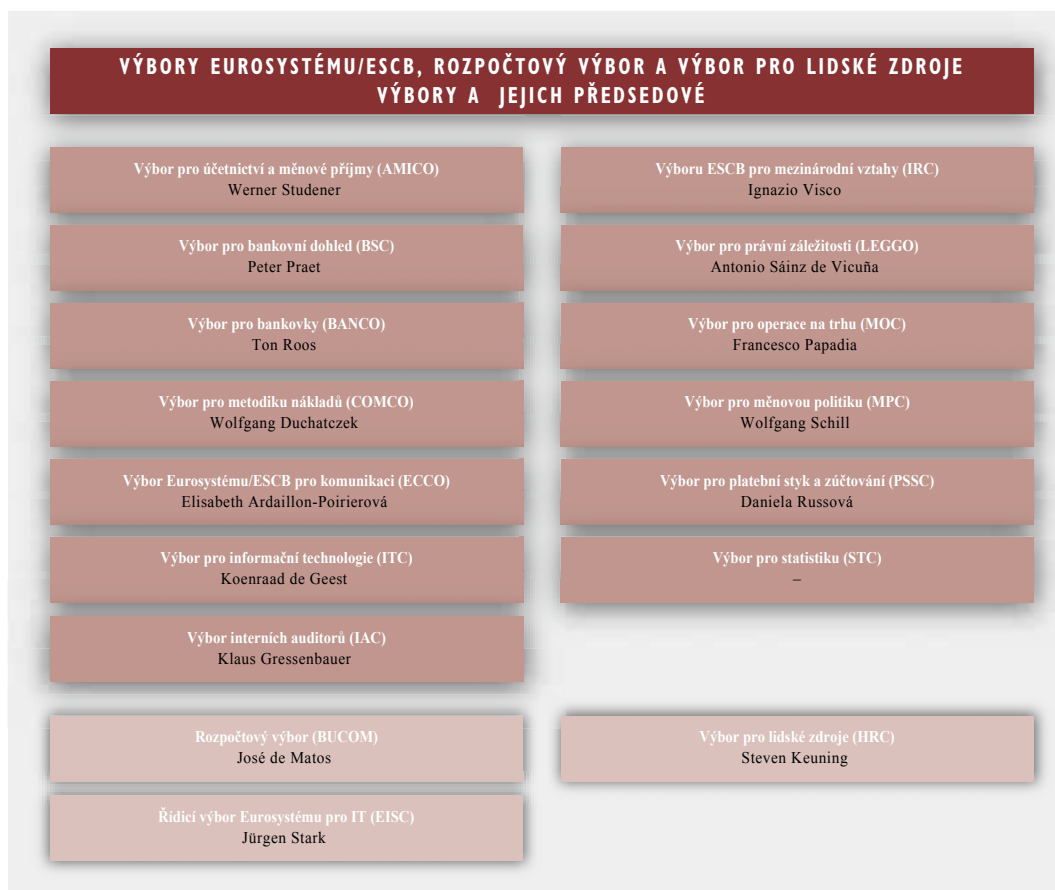 VÝBORY EUROSYSTÉMU/ESCB, ROZPOČTOVÝ VÝBOR A VÝBOR PRO LIDSKÉ ZDROJE
VÝBORY A JEJICH PŘEDSEDOVÉ
Výbor pro účetnictví a měnové příjmy (AMICO)
Werner Studener
Výbor pro bankovní dohled (BSC)
Peter Praet
Výbor pro bankovky (BANCO)
Ton Roos
Výbor pro metodiku nákladů (COMCO)
Wolfgang Duchatczek
Výbor Eurosystému/ESCB pro komunikaci (ECCO)
Elisabeth Ardaillon-Poirierová
Výbor pro informační technologie (ITC)
Koenraad de Geest
Výbor interních auditorů (IAC)
Klaus Gressenbauer
Výboru ESCB pro mezinárodní vztahy (IRC)
Ignazio Visco
Výbor pro právní záležitosti (LEGGO)
Antonio Sáinz de Vicuña
Výbor pro operace na trhu (MOC)
Francesco Papadia
Výbor pro měnovou politiku (MPC)
Wolfgang Schill
Výbor pro platební styk a zúčtování (PSSC)
Daniela Russová
Výbor pro statistiku (STC)
–
Rozpočtový výbor (BUCOM)
José de Matos
Řídicí výbor Eurosystému pro IT (EISC)
Jürgen Stark
Výbor pro lidské zdroje (HRC)
Steven Keuning